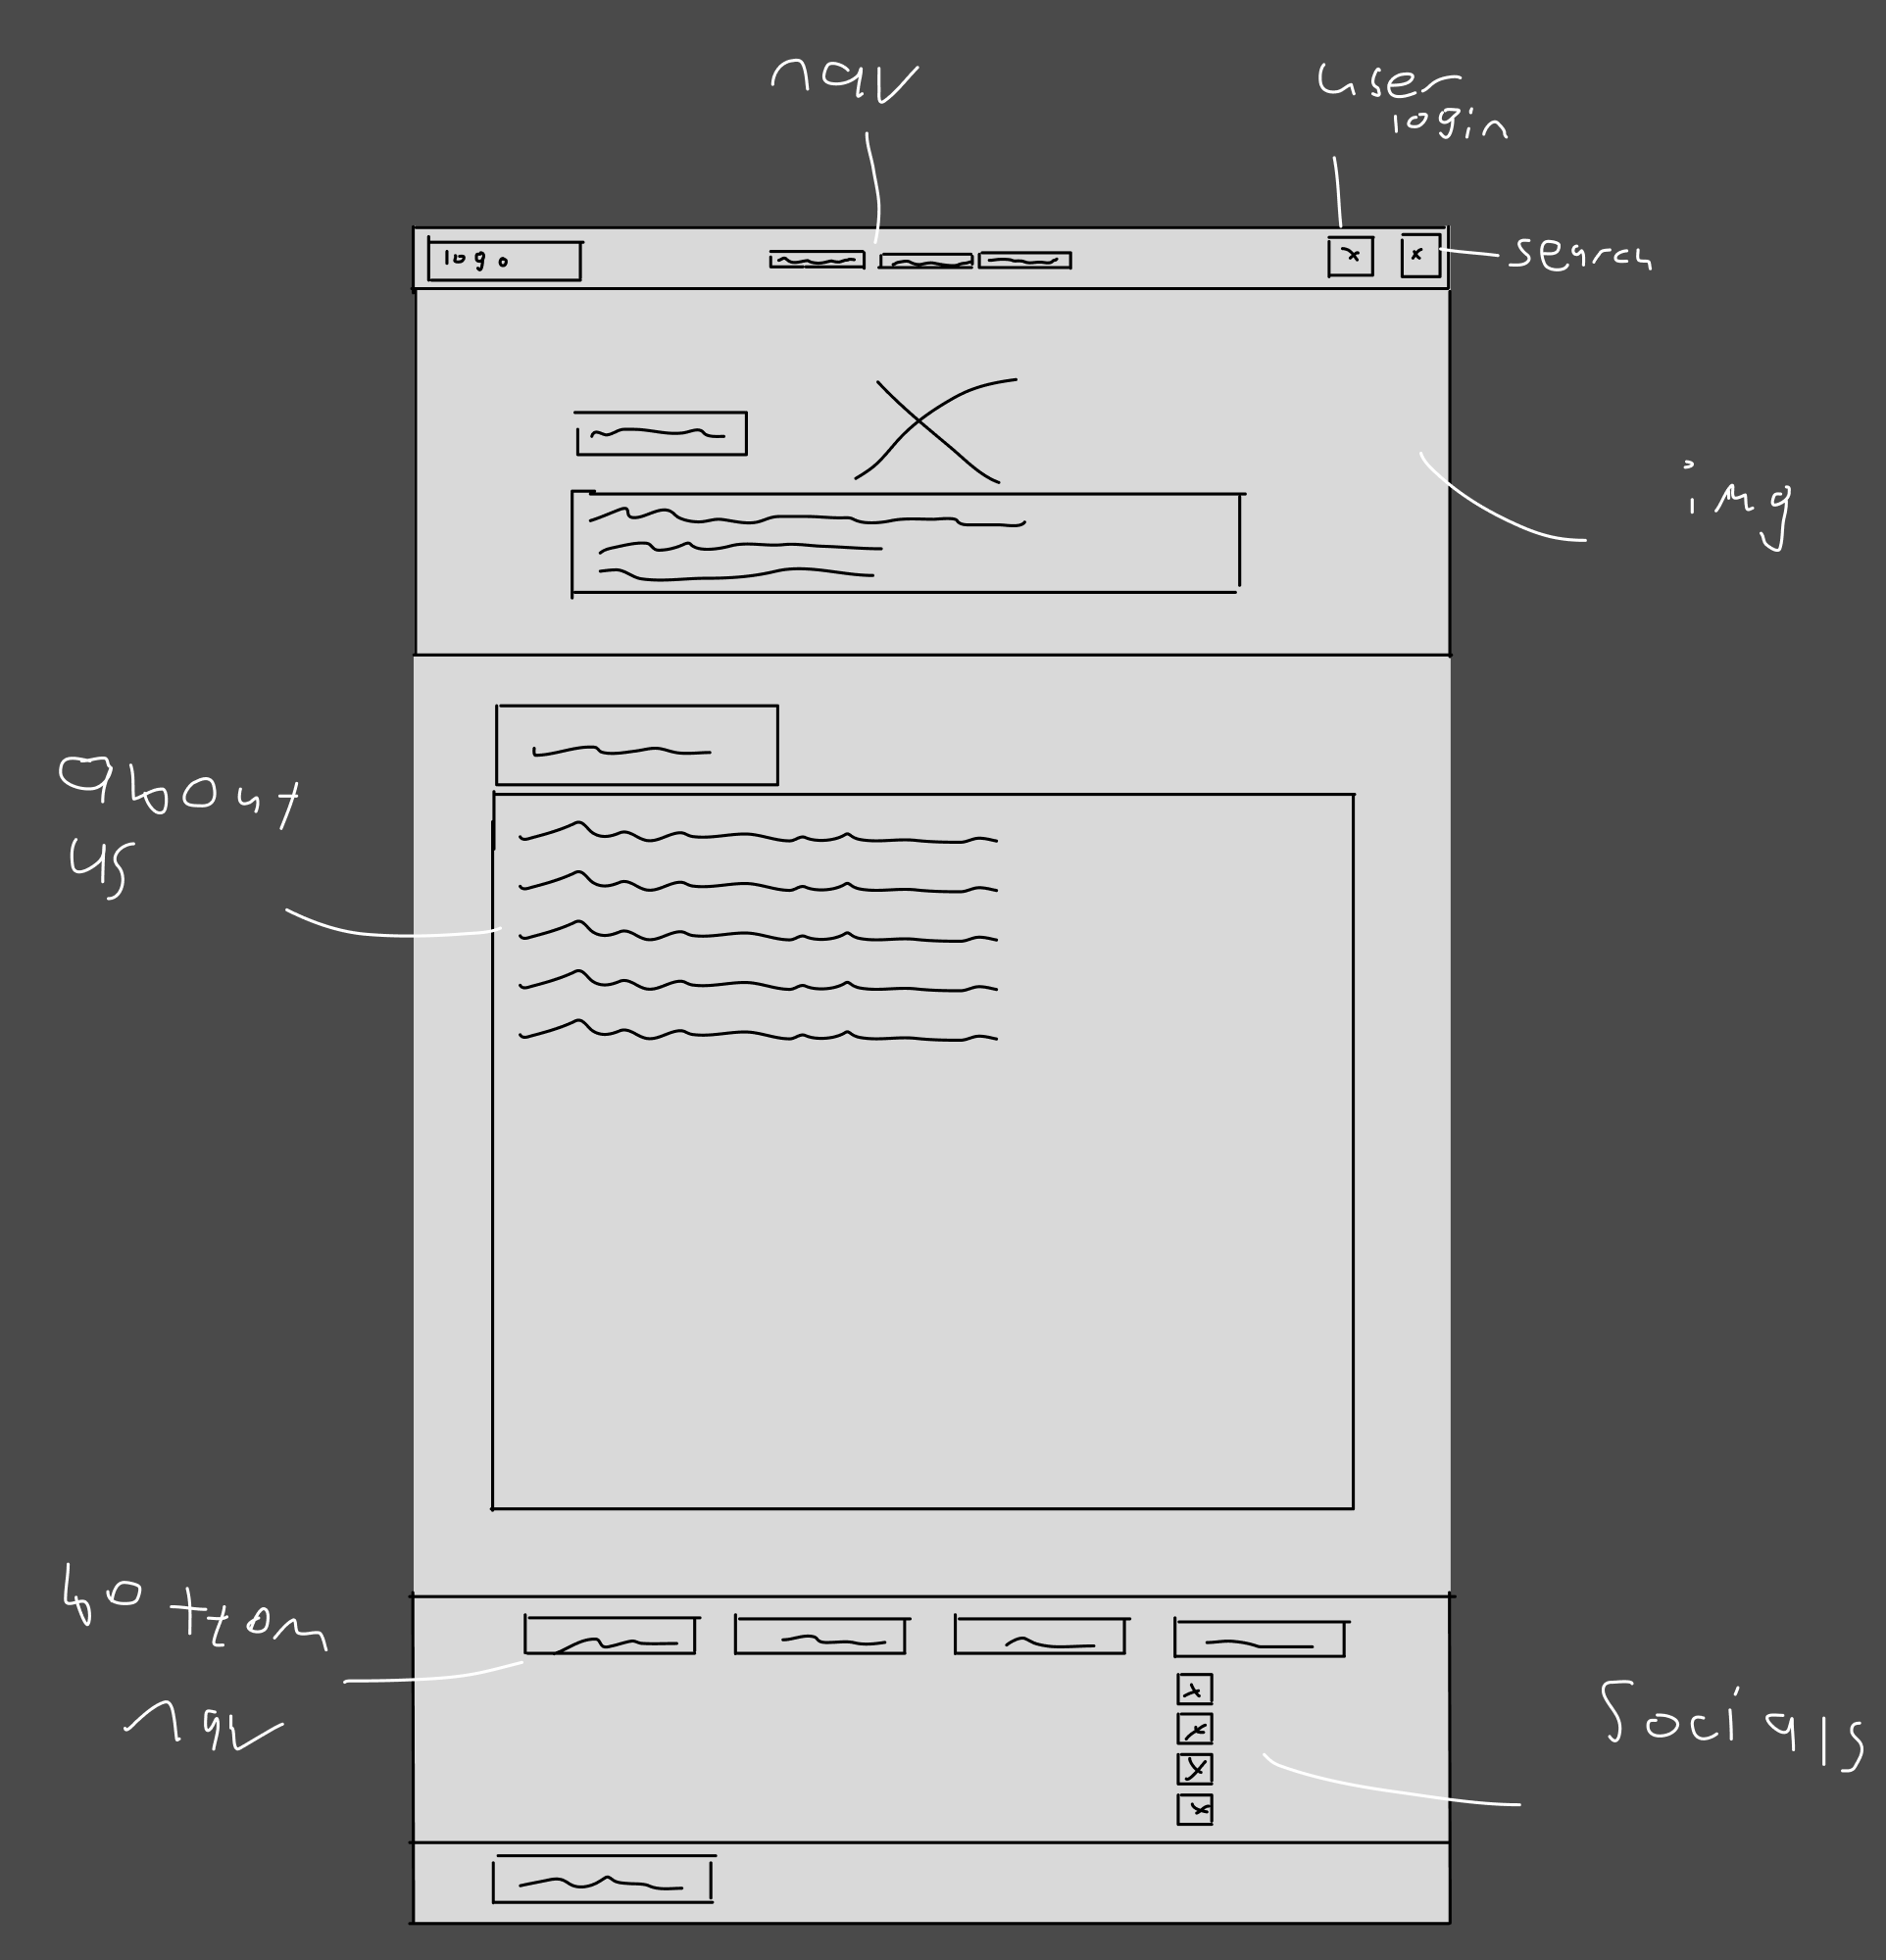 nav
user
login
logo
search
img
about
us
bottom
nav
Socials